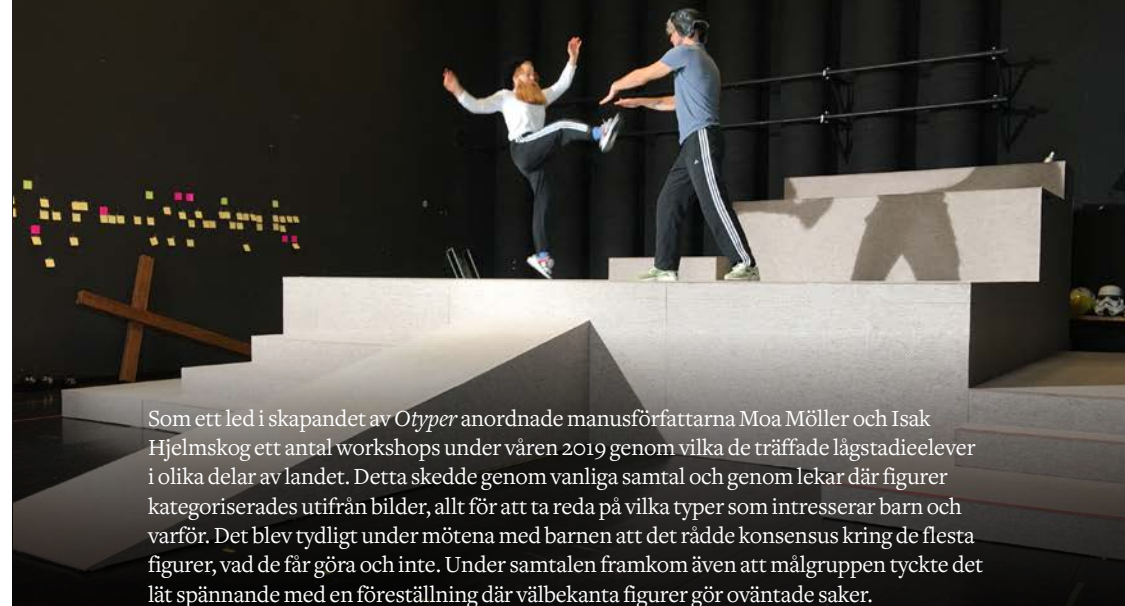 Som ett led i skapandet av Otyper anordnade manusförfattarna Moa Möller och Isak
Hjelmskog ett antal workshops under våren 2019 genom vilka de träffade lågstadieelever
i olika delar av landet. Detta skedde genom vanliga samtal och genom lekar där figurer
kategoriserades utifrån bilder, allt för att ta reda på vilka typer som intresserar barn och
varför. Det blev tydligt under mötena med barnen att det rådde konsensus kring de flesta
figurer, vad de får göra och inte. Under samtalen framkom även att målgruppen tyckte det
lät spännande med en föreställning där välbekanta figurer gör oväntade saker.